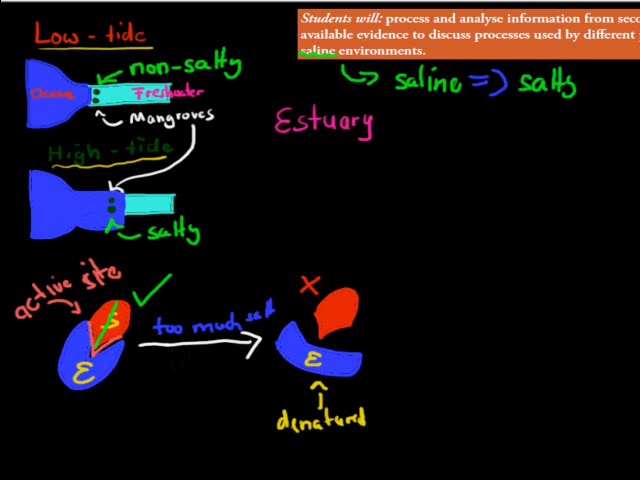 Low-tide
Students will: process and analyse information from seco
available evidence to discuss processes used by different
saline environments.
non-salty
saline => salty
Ocean
Freshwater
Mangroves
Estuary
High-tide
salty
active site
S
E
too much salt
E
denatured